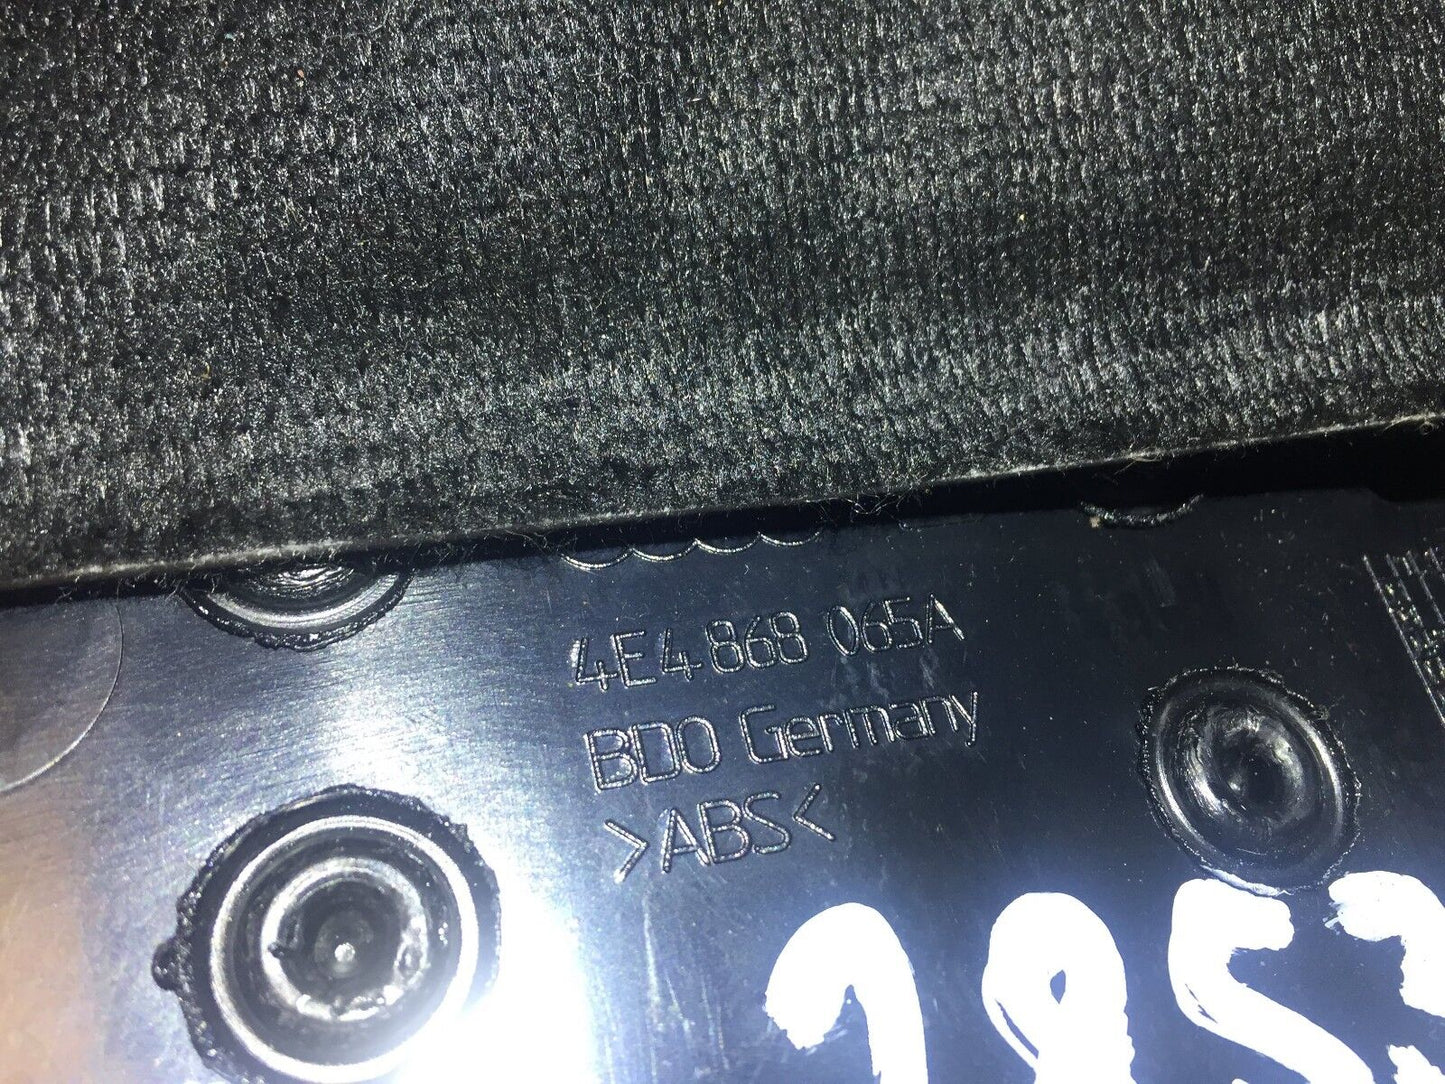 4E4 868 065A
BDO Germany
>ABS<